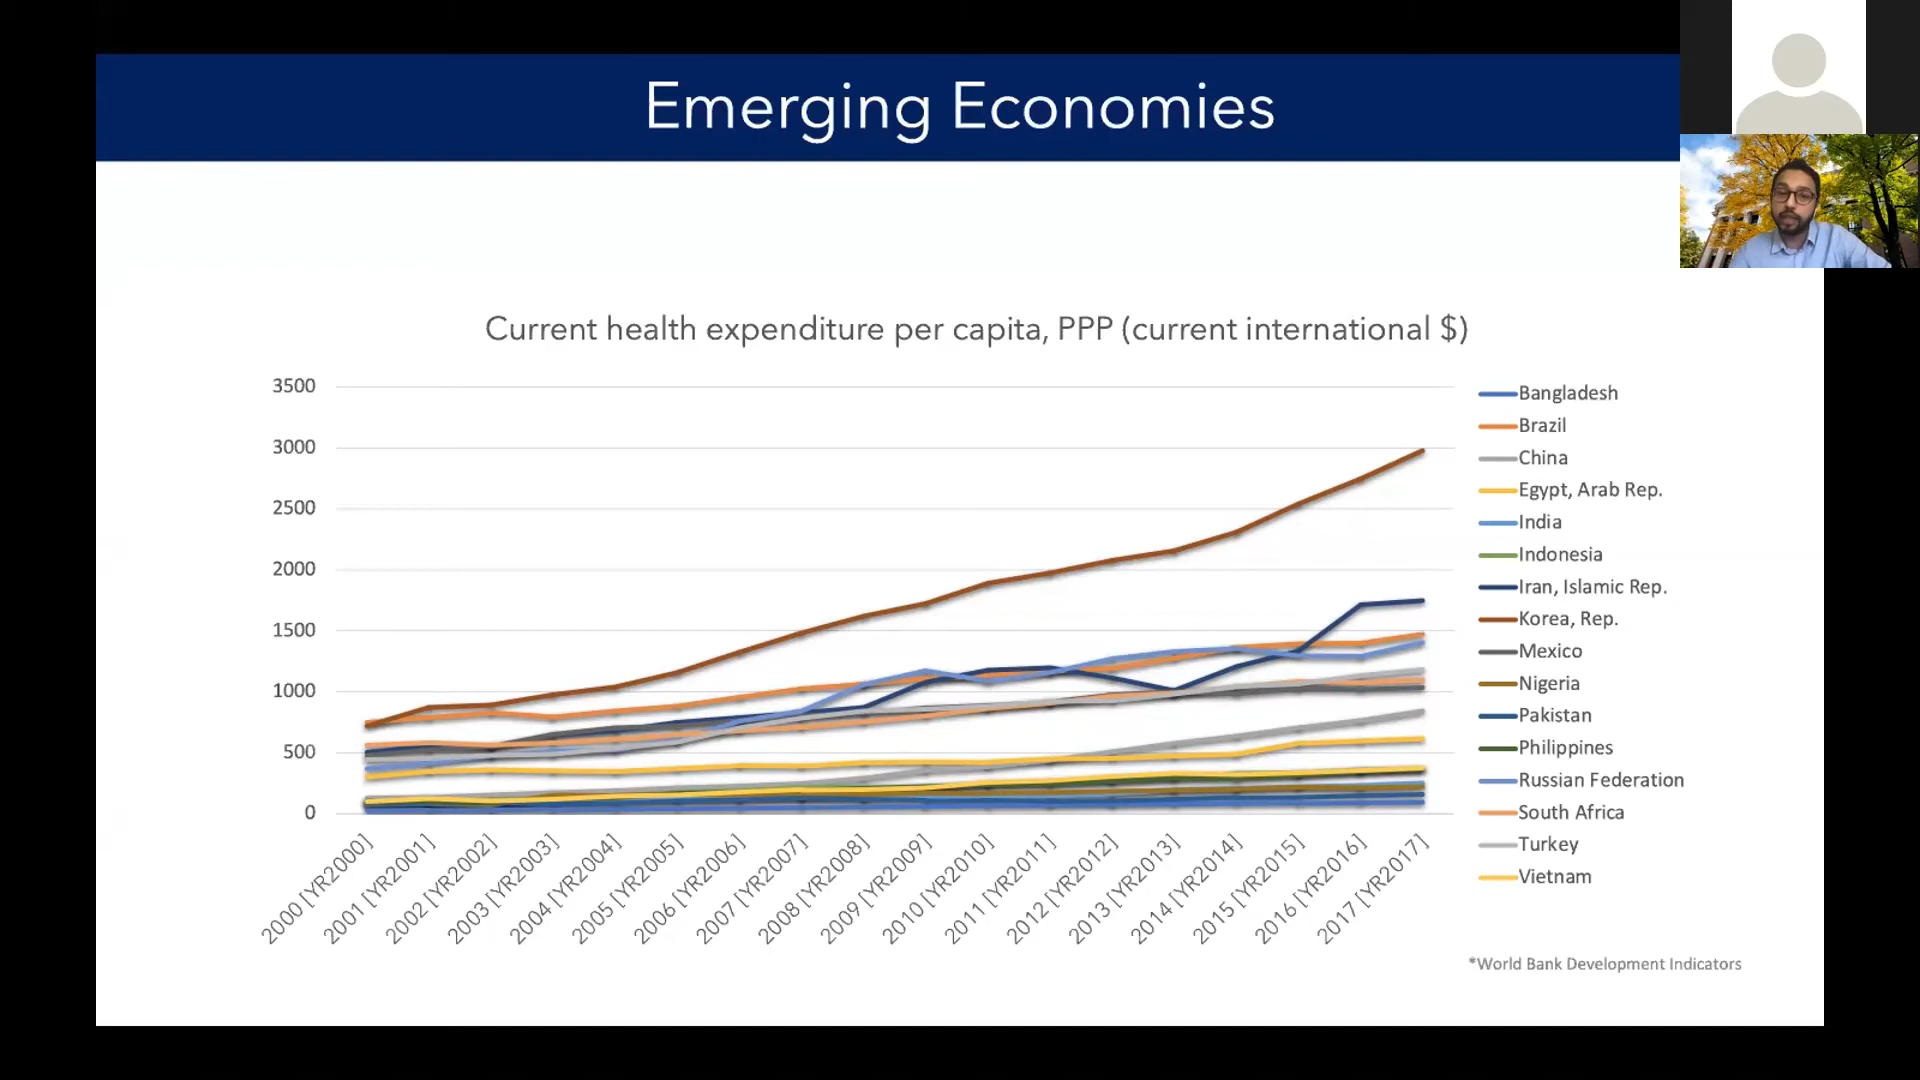 Emerging Economies
Current health expenditure per capita, PPP (current international $)
3500
3000
2500
2000
1500
1000
500
0
2000 [YR2000]
2001 [YR2001]
2002 [YR2002]
2003 [YR2003]
2004 [YR2004]
2005 [YR2005]
2006 [YR2006]
2007 [YR2007]
2008 [YR2008]
2009 [YR2009]
2010 [YR2010]
2011 [YR2011]
2012 [YR2012]
2013 [YR2013]
2014 [YR2014]
2015 [YR2015]
2016 [YR2016]
2017 [YR2017]
Bangladesh
Brazil
China
Egypt, Arab Rep.
India
Indonesia
Iran, Islamic Rep.
Korea, Rep.
Mexico
Nigeria
Pakistan
Philippines
Russian Federation
South Africa
Turkey
Vietnam
*World Bank Development Indicators